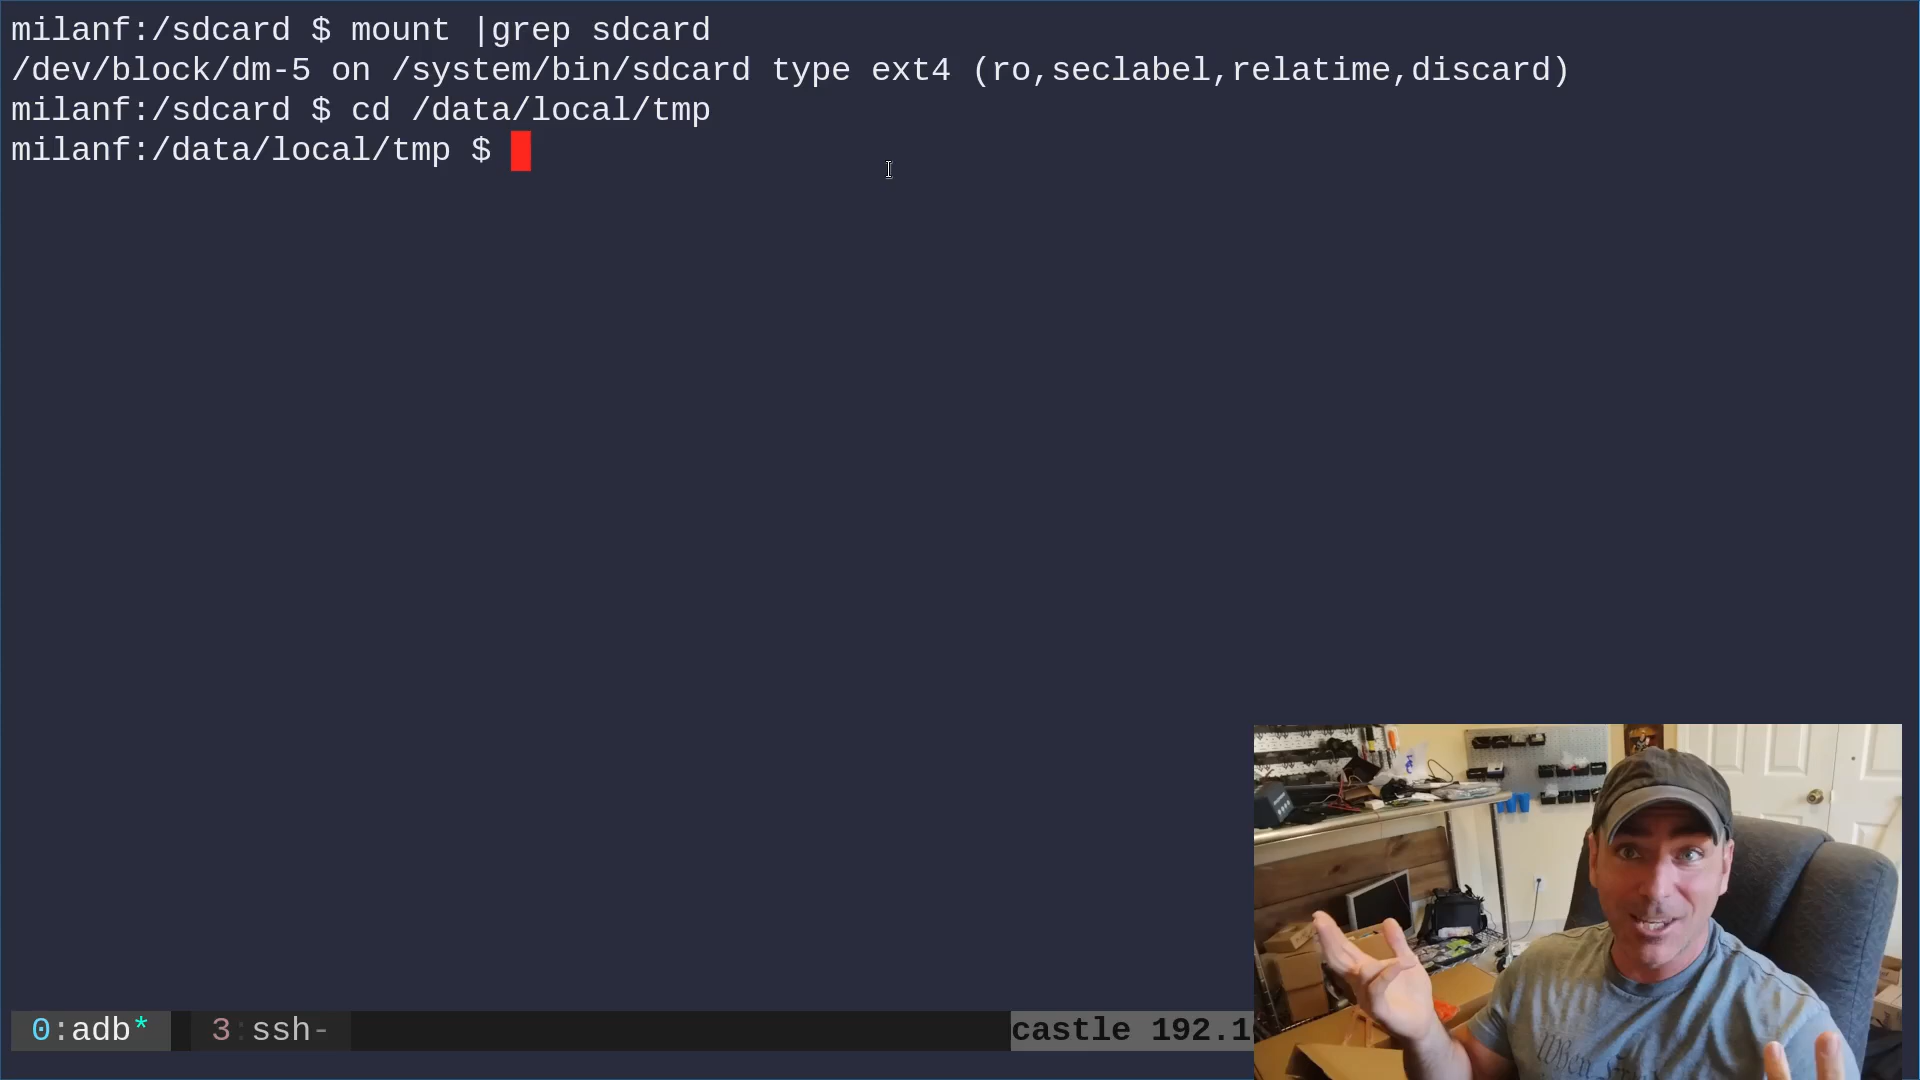 milanf:/sdcard $ mount |grep sdcard
/dev/block/dm-5 on /system/bin/sdcard type ext4 (ro,seclabel,relatime,discard)
milanf:/sdcard $ cd /data/local/tmp
milanf:/data/local/tmp $
0:adb* 3:ssh- castle 192.1
When